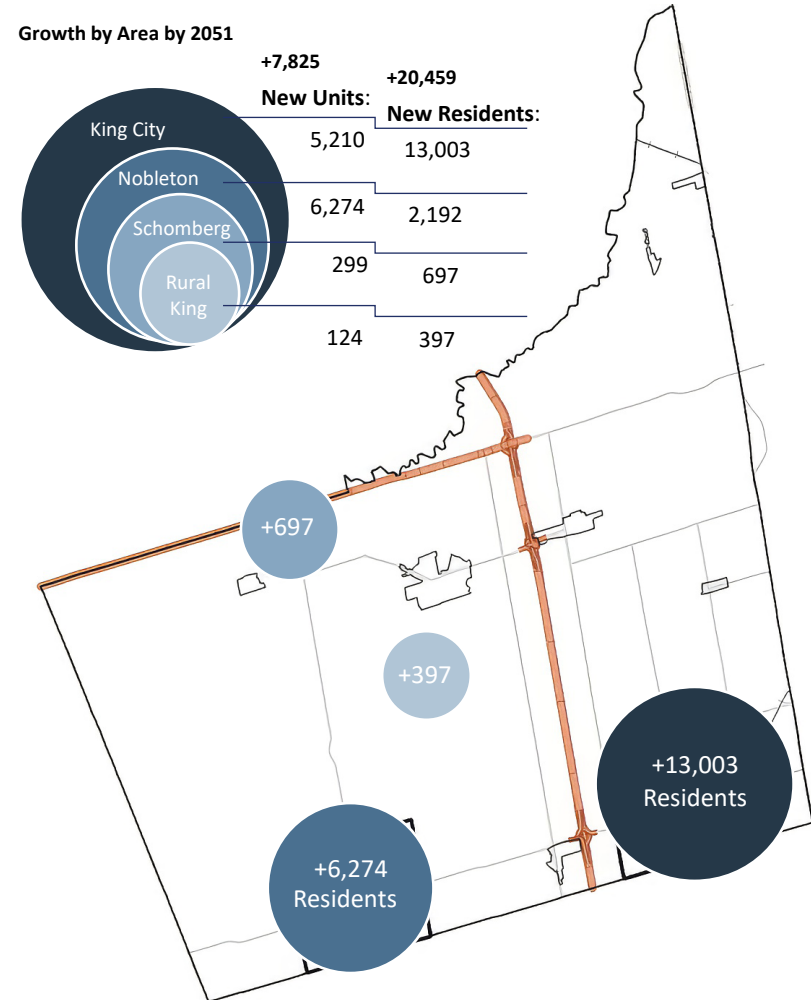 Growth by Area by 2051
+7,825
+20,459
New Units:
New Residents:
King City
5,210
13,003
Nobleton
6,274
2,192
Schomberg
299
697
Rural
King
124
397
+697
+397
+13,003
Residents
+6,274
Residents